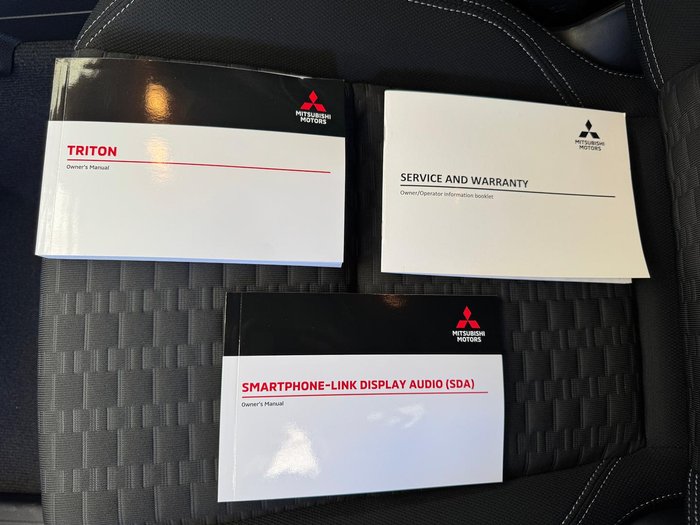 MITSUBISHI
MOTORS
TRITON
Owner's Manual
MITSUBISHI
MOTORS
SERVICE AND WARRANTY
Owner/Operator information booklet
MITSUBISHI
MOTORS
SMARTPHONE-LINK DISPLAY AUDIO (SDA)
Owner's Manual